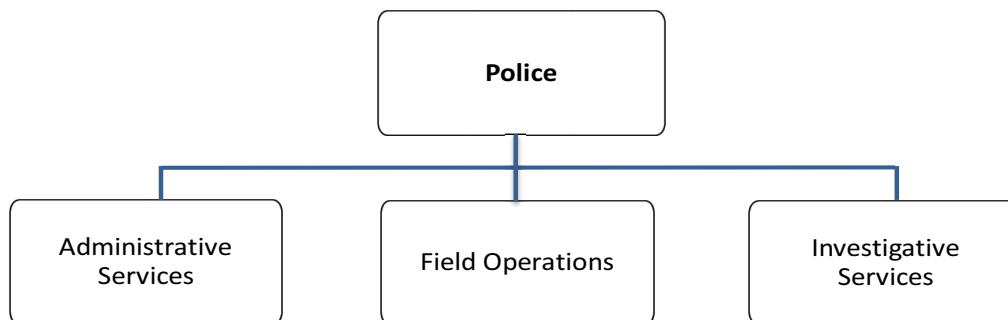 Police
Administrative
Services
Field Operations
Investigative
Services